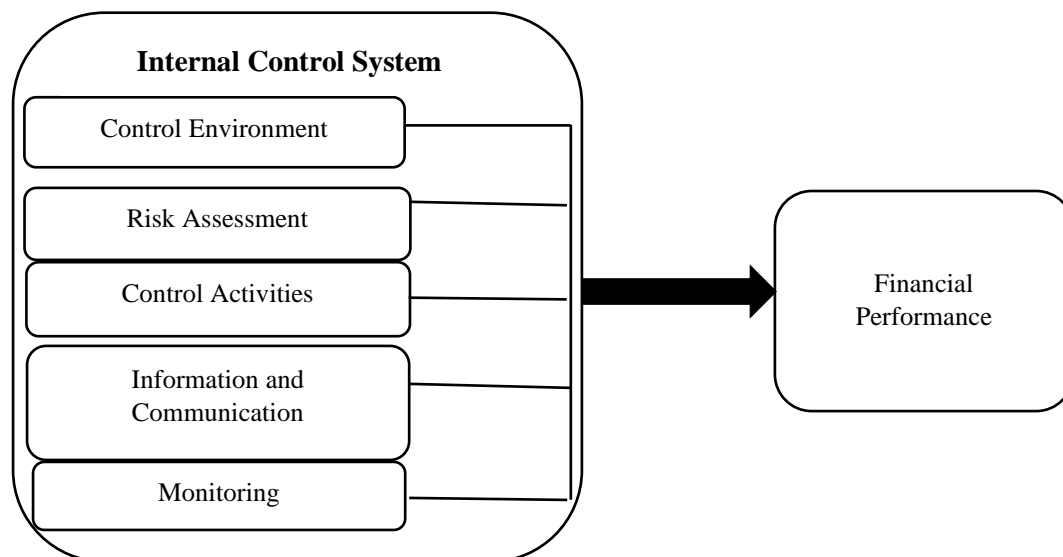 Internal Control System
Control Environment
Risk Assessment
Control Activities
Information and
Communication
Monitoring
Financial
Performance